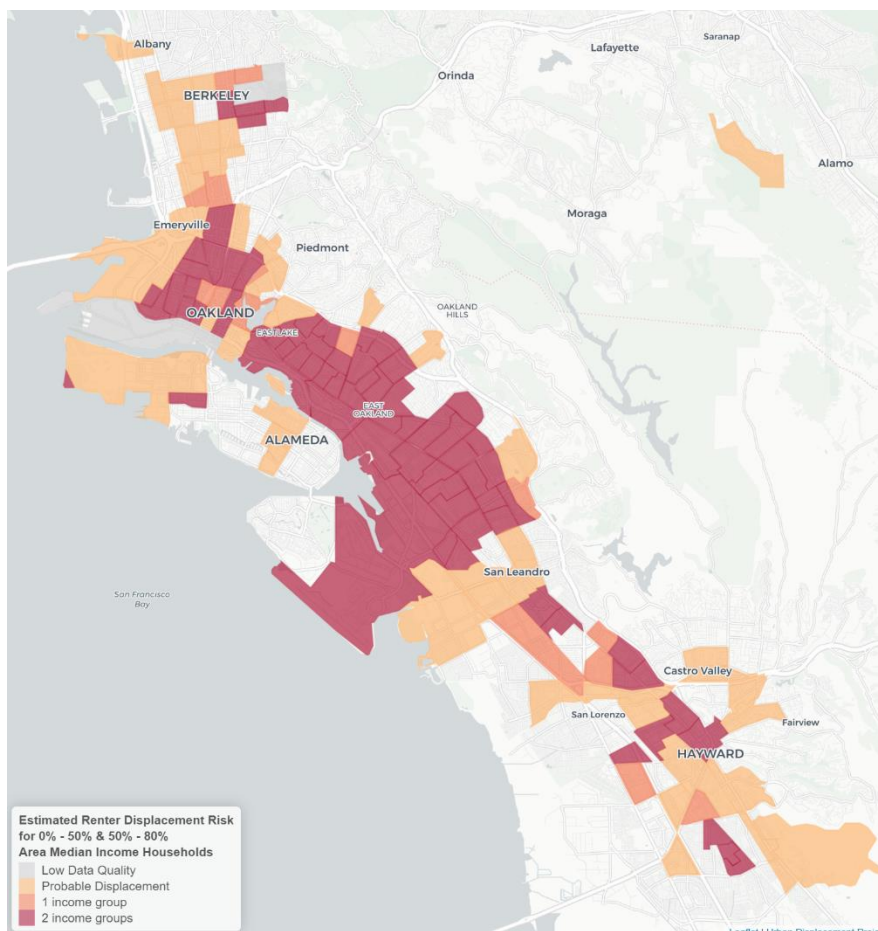 Albany
Lafayette
Saranap
Orinda
BERKELEY
Alamo
Moraga
Emeryville
Piedmont
OAKLAND
HILLS
OAKLAND
EASTLAKE
EAST
OAKLAND
ALAMEDA
San Leandro
San Francisco
Bay
Castro Valley
San Lorenzo
Fairview
HAYWARD
Estimated Renter Displacement Risk
for 0% - 50% & 50% - 80%
Area Median Income Households
Low Data Quality
Probable Displacement
1 income group
2 income groups